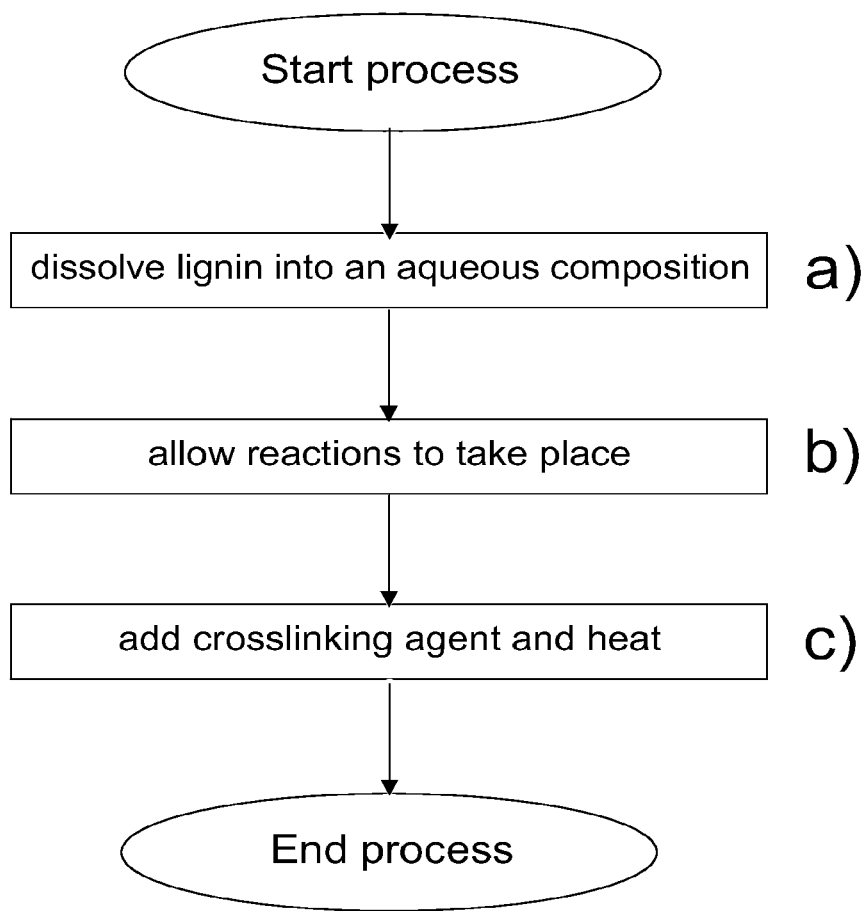 Start process
dissolve lignin into an aqueous composition a)
allow reactions to take place b)
add crosslinking agent and heat c)
End process